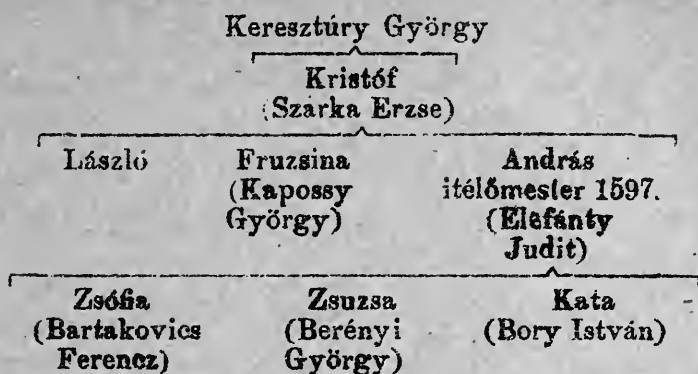 Keresztúry György
Kristóf
(Szarka Erzse)
László Fruzsina András
(Kapossy itélőmester 1597.
György) (Elefánty
Judit)
Zsófia Zsuzsa Kata
(Bartakovics (Berényi (Bory István)
Ferencz) György)